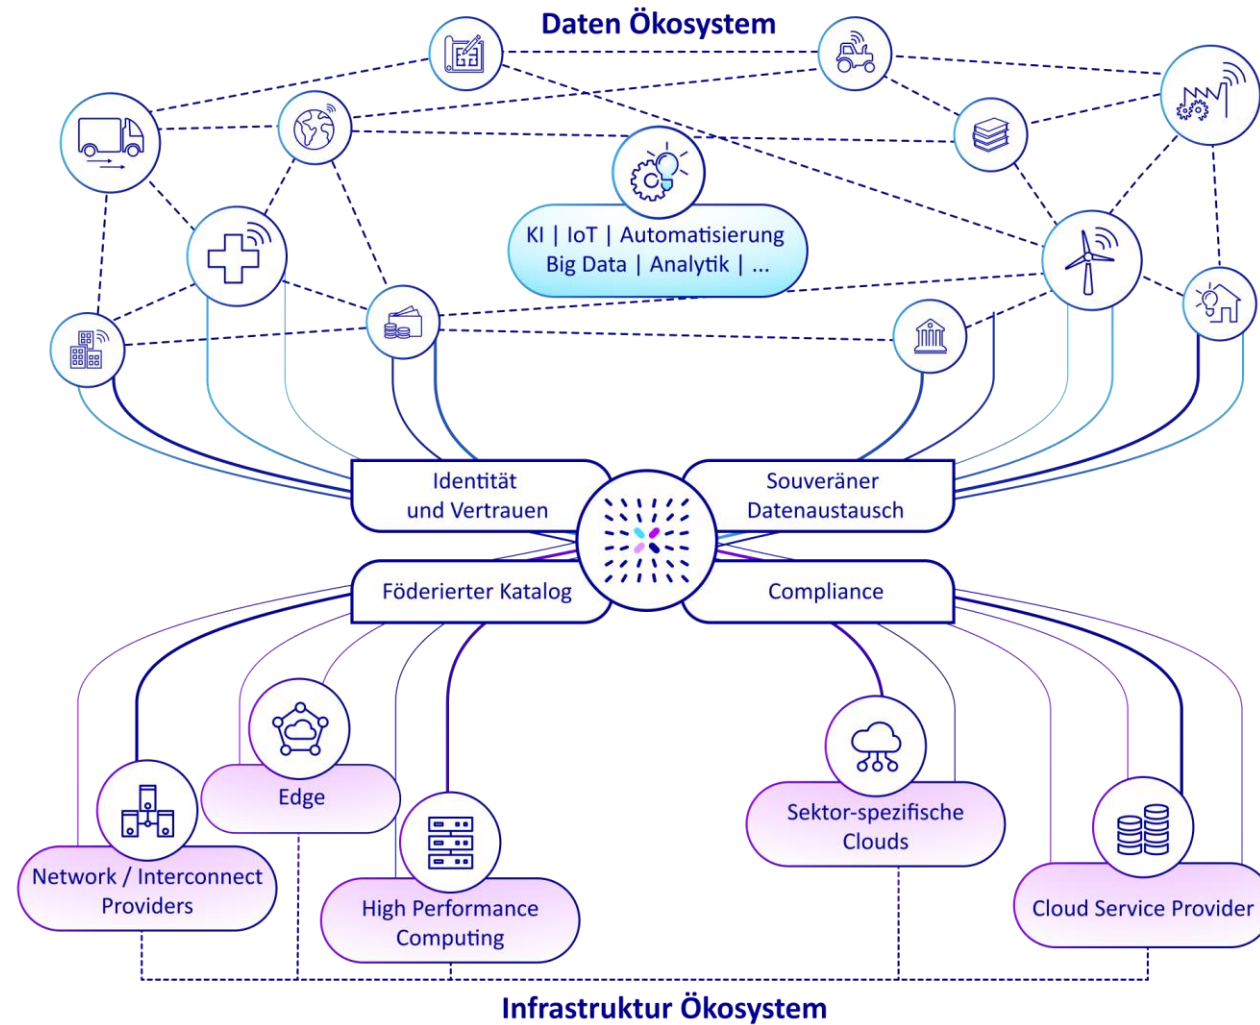 Daten Ökosystem
KI | IoT | Automatisierung
Big Data | Analytik | ...
Identität
und Vertrauen
Souveräner
Datenaustausch
Föderierter Katalog
Compliance
Edge
Sektor-spezifische
Clouds
Network / Interconnect
Providers
High Performance
Computing
Cloud Service Provider
Infrastruktur Ökosystem